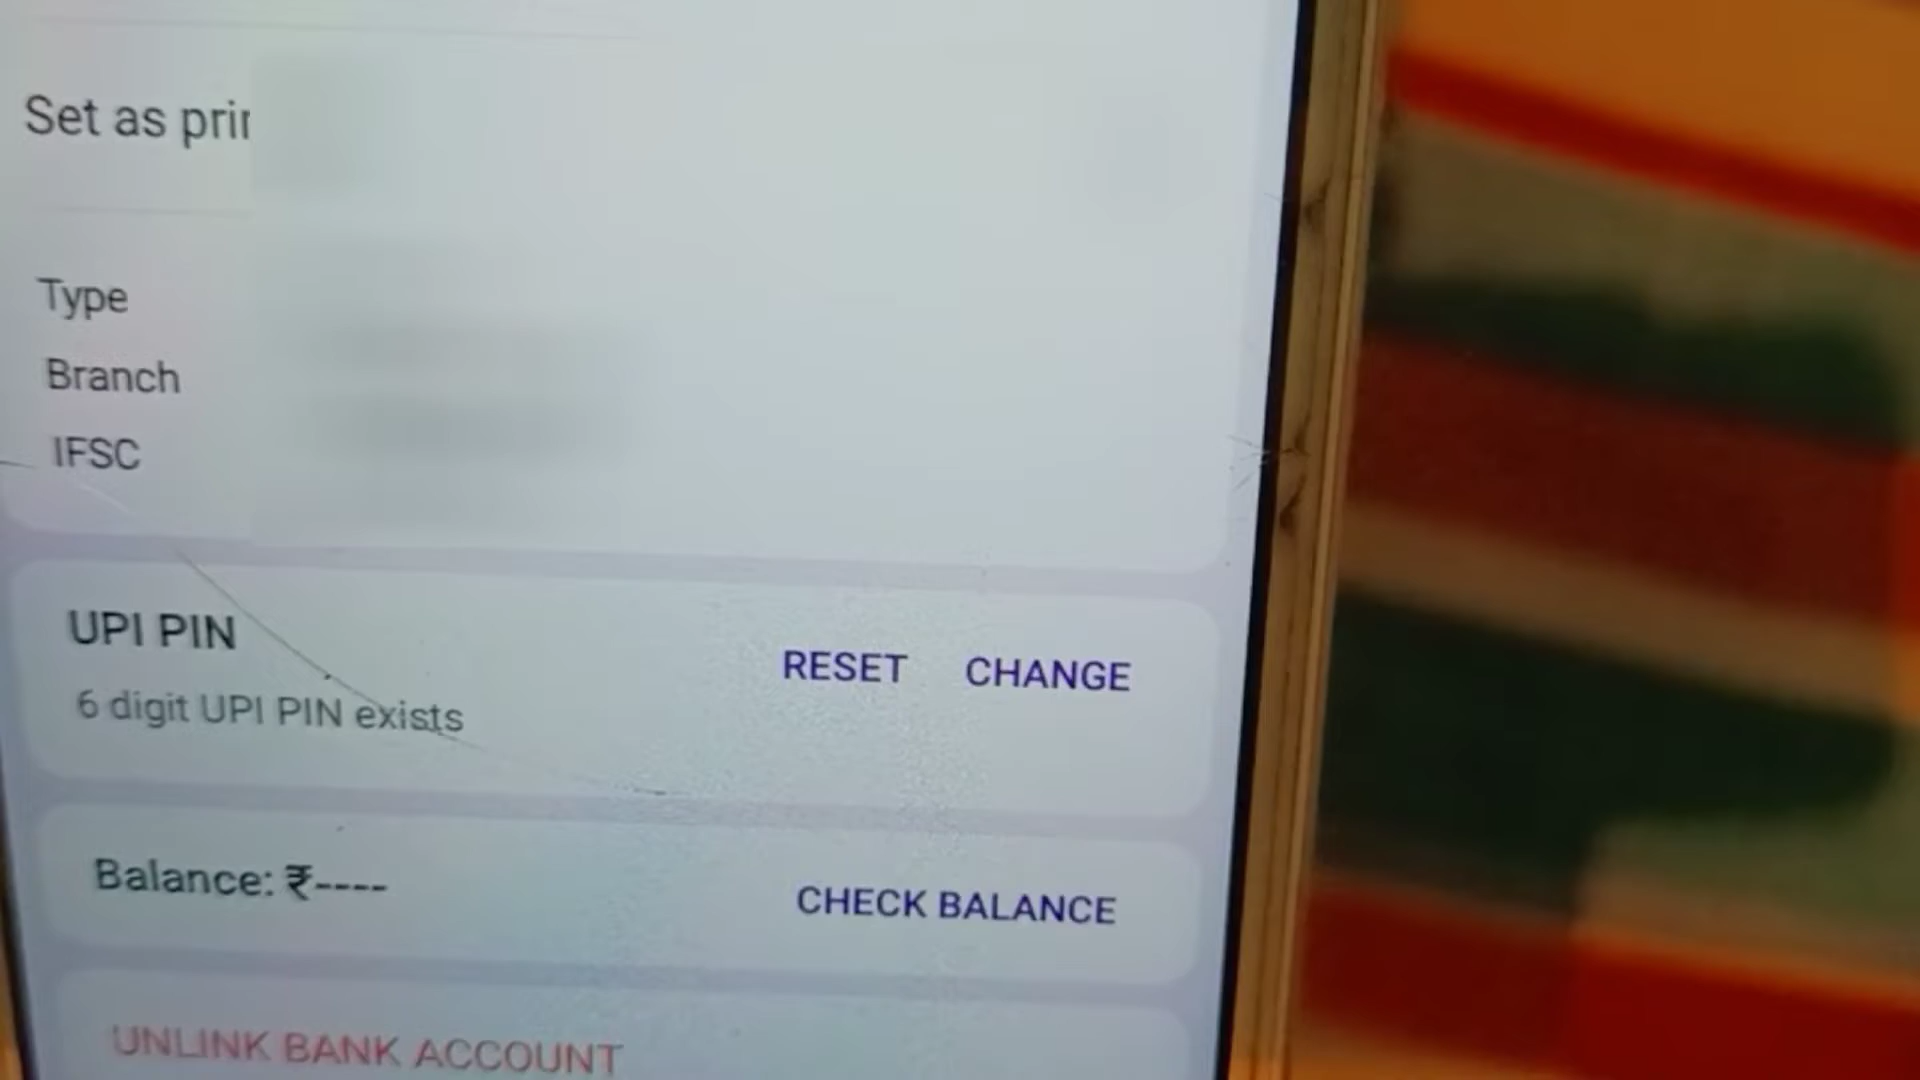 Set as prir
Type
Branch
IFSC
UPI PIN
RESET CHANGE
6 digit UPI PIN exists
Balance: ₹----
CHECK BALANCE
UNLINK BANK ACCOUNT